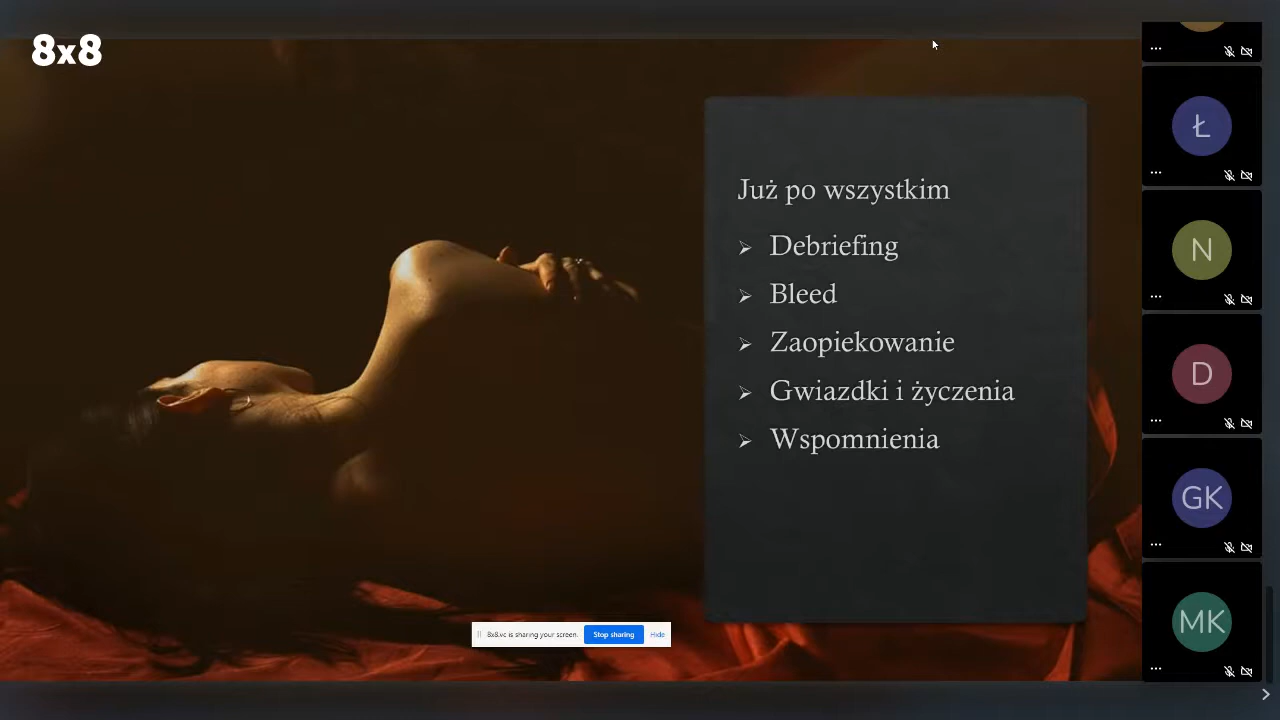 8x8
Już po wszystkim
➢ Debriefing
➢ Bleed
➢ Zaopiekowanie
➢ Gwiazdki i życzenia
➢ Wspomnienia
8x8.vc is sharing your screen. Stop sharing Hide
Ł
N
D
GK
MK